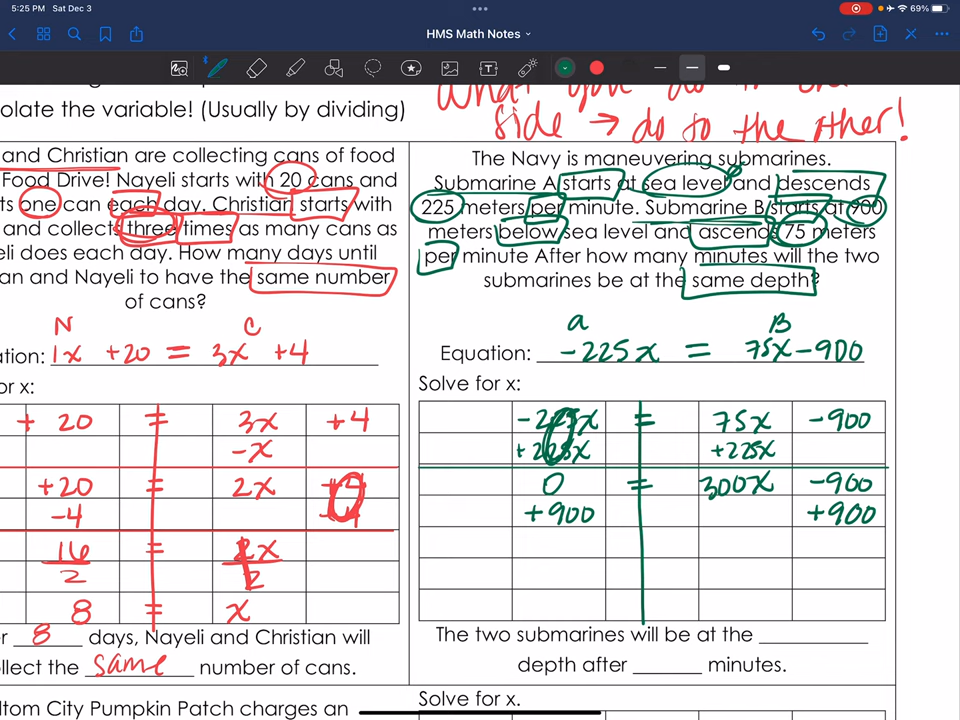 5:25 PM Sat Dec 3
69%
HMS Math Notes
olate the variable! (Usually by dividing)
What you do to one
side → do to the other!
and Christian are collecting cans of food
Food Drive! Nayeli starts with 20 cans and
ts one can each day. Christian starts with
and collects three times as many cans as
eli does each day. How many days until
an and Nayeli to have the same number
of cans?
N C
ation: 1x +20 = 3x +4
or x:
+ 20 = 3x +4
-x
+20 = 2x +4
-4 -4
16 = 2x
2 2
8 = x
r 8 days, Nayeli and Christian will
llect the same number of cans.
ltom City Pumpkin Patch charges an
The Navy is maneuvering submarines.
Submarine A starts at sea level and descends
225 meters per minute. Submarine B starts at 900
meters below sea level and ascends 75 meters
per minute After how many minutes will the two
submarines be at the same depth?
a B
Equation: -225x = 75x-900
Solve for x:
-225x = 75x -900
+225x +225x
0 = 300x -900
+900 +900
The two submarines will be at the
depth after minutes.
Solve for x.